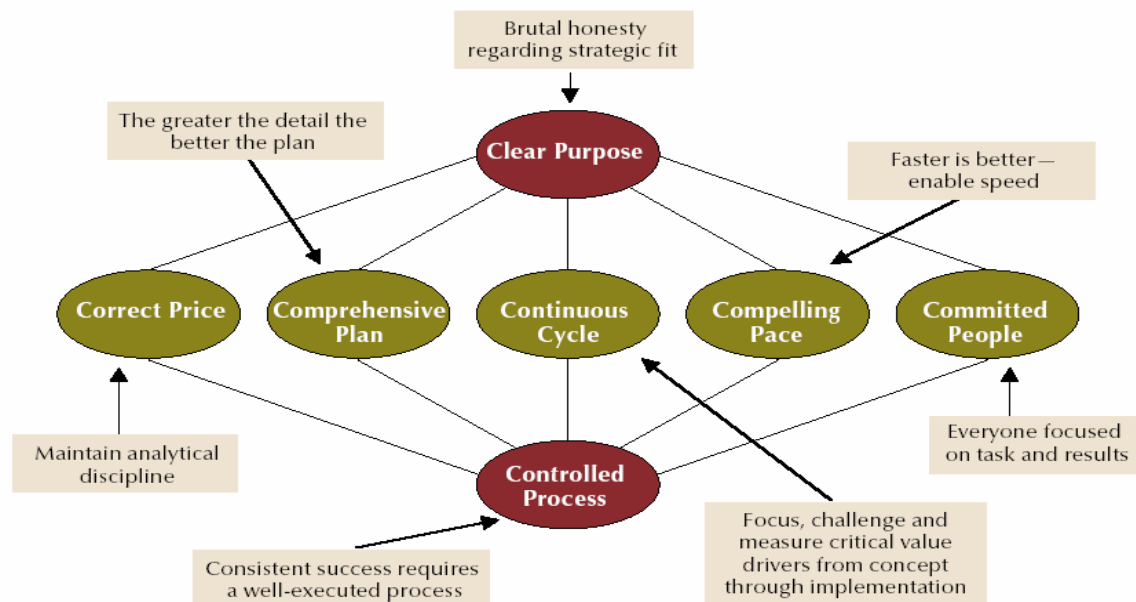 Brutal honesty
regarding strategic fit
The greater the detail the
better the plan
Clear Purpose
Faster is better—
enable speed
Correct Price
Comprehensive
Plan
Continuous
Cycle
Compelling
Pace
Committed
People
Maintain analytical
discipline
Controlled
Process
Everyone focused
on task and results
Consistent success requires
a well-executed process
Focus, challenge and
measure critical value
drivers from concept
through implementation